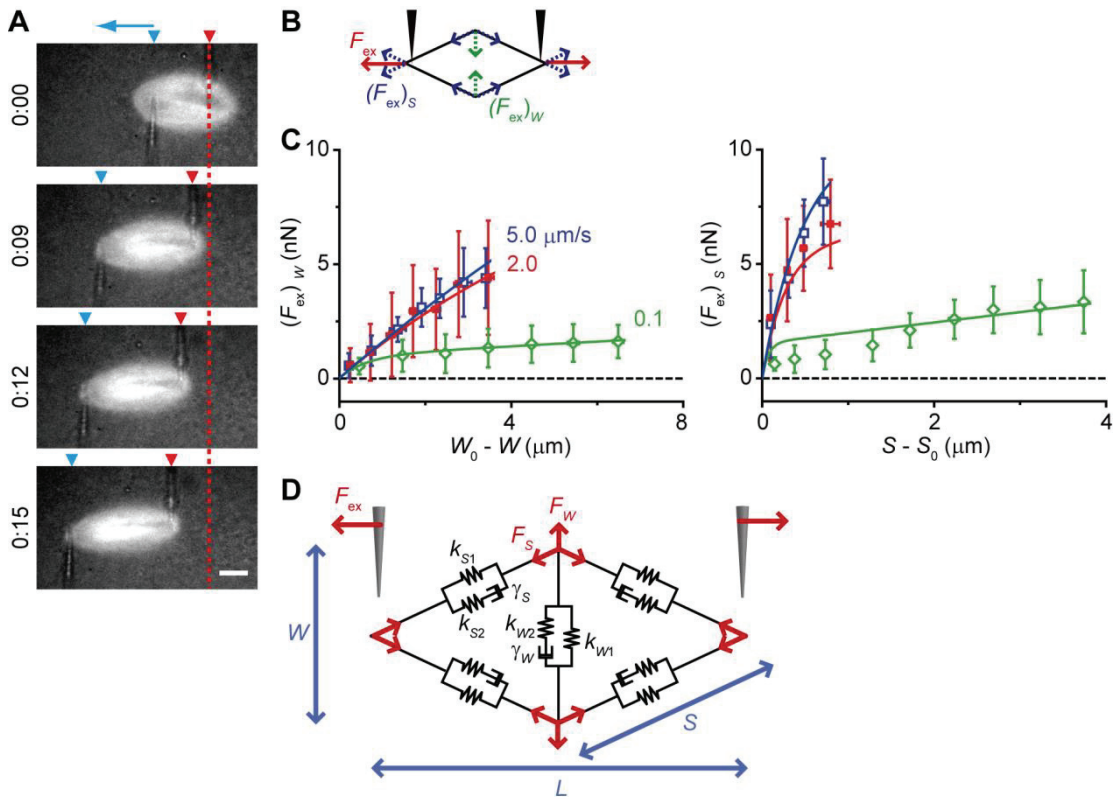 A
0:00
0:09
0:12
0:15
B
F_ex
(F_ex)_S
(F_ex)_W
C
(F_ex)_W (nN)
10
5
0
5.0 μm/s
2.0
0.1
0 4 8
W_0 - W (μm)
(F_ex)_S (nN)
10
5
0
0 2 4
S - S_0 (μm)
D
F_ex
F_W
F_S
k_S1
γ_S
k_S2
k_W2
γ_W
k_W1
W
S
L